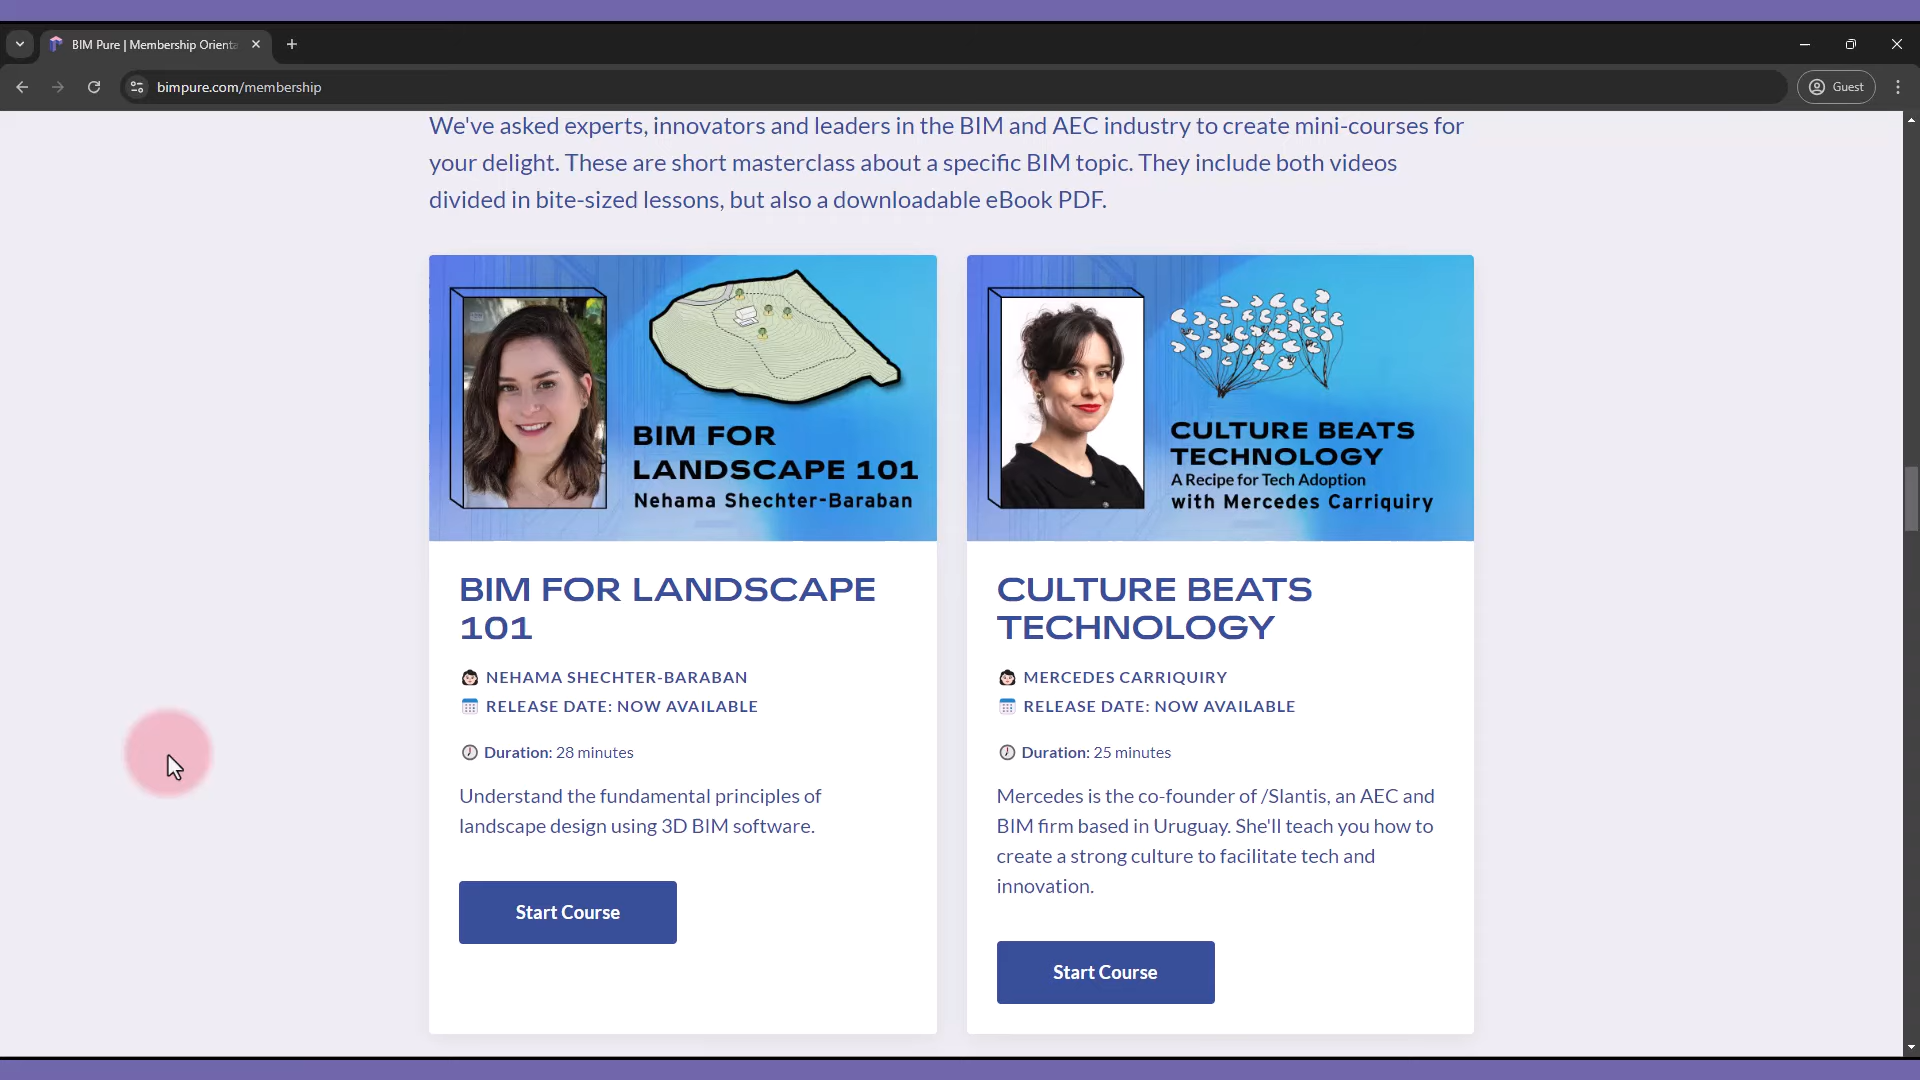 BIM Pure | Membership Orienta
bimpure.com/membership
Guest
We've asked experts, innovators and leaders in the BIM and AEC industry to create mini-courses for
your delight. These are short masterclass about a specific BIM topic. They include both videos
divided in bite-sized lessons, but also a downloadable eBook PDF.
BIM FOR
LANDSCAPE 101
Nehama Shechter-Baraban
BIM FOR LANDSCAPE
101
NEHAMA SHECHTER-BARABAN
RELEASE DATE: NOW AVAILABLE
Duration: 28 minutes
Understand the fundamental principles of
landscape design using 3D BIM software.
Start Course
CULTURE BEATS
TECHNOLOGY
A Recipe for Tech Adoption
with Mercedes Carriquiry
CULTURE BEATS
TECHNOLOGY
MERCEDES CARRIQUIRY
RELEASE DATE: NOW AVAILABLE
Duration: 25 minutes
Mercedes is the co-founder of /Slantis, an AEC and
BIM firm based in Uruguay. She'll teach you how to
create a strong culture to facilitate tech and
innovation.
Start Course